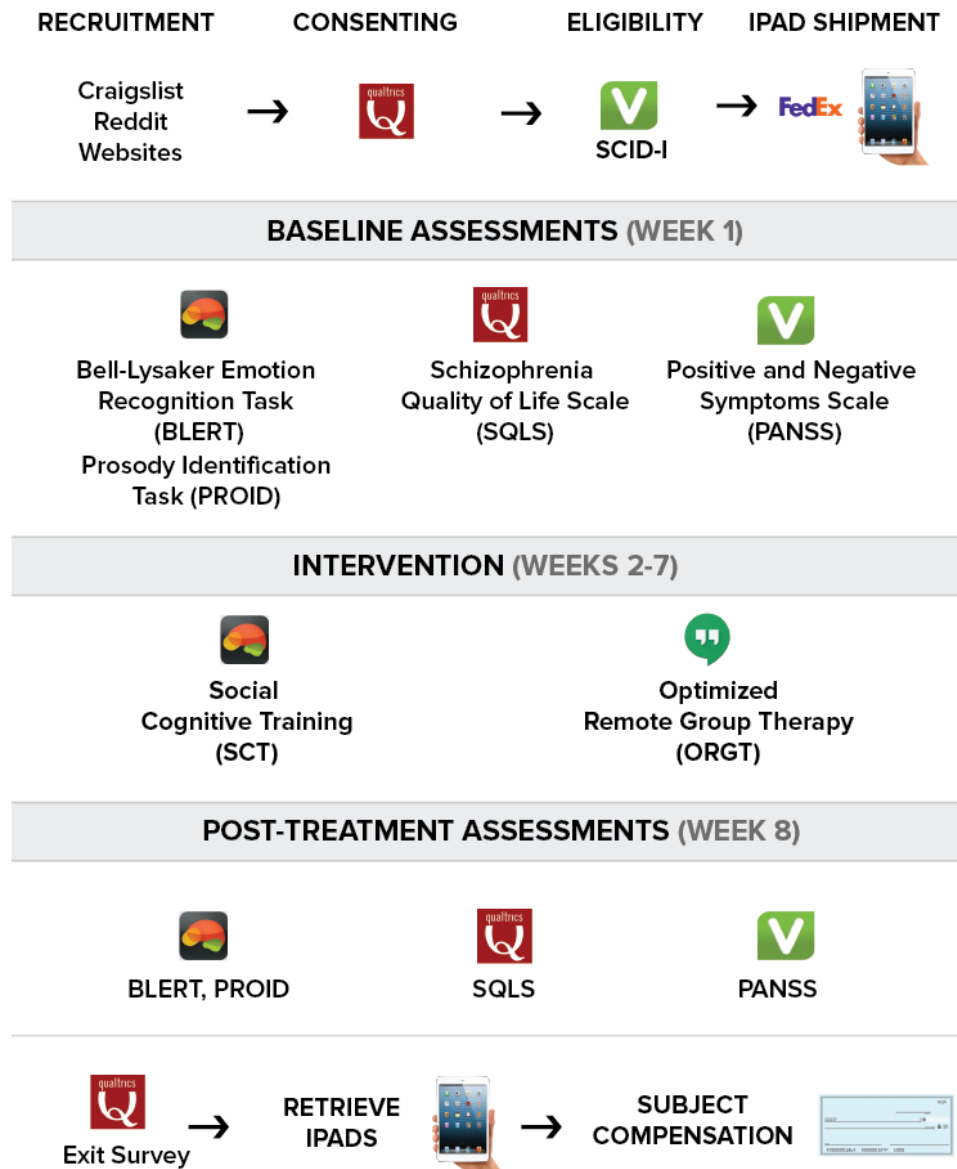 RECRUITMENT CONSENTING ELIGIBILITY IPAD SHIPMENT
Craigslist
Reddit
Websites
qualtrics
Q
V
SCID-I
FedEx
BASELINE ASSESSMENTS (WEEK 1)
Bell-Lysaker Emotion
Recognition Task
(BLERT)
Prosody Identification
Task (PROID)
qualtrics
Q
Schizophrenia
Quality of Life Scale
(SQLS)
V
Positive and Negative
Symptoms Scale
(PANSS)
INTERVENTION (WEEKS 2-7)
Social
Cognitive Training
(SCT)
Optimized
Remote Group Therapy
(ORGT)
POST-TREATMENT ASSESSMENTS (WEEK 8)
BLERT, PROID
qualtrics
Q
SQLS
V
PANSS
qualtrics
Q
Exit Survey
RETRIEVE
IPADS
SUBJECT
COMPENSATION